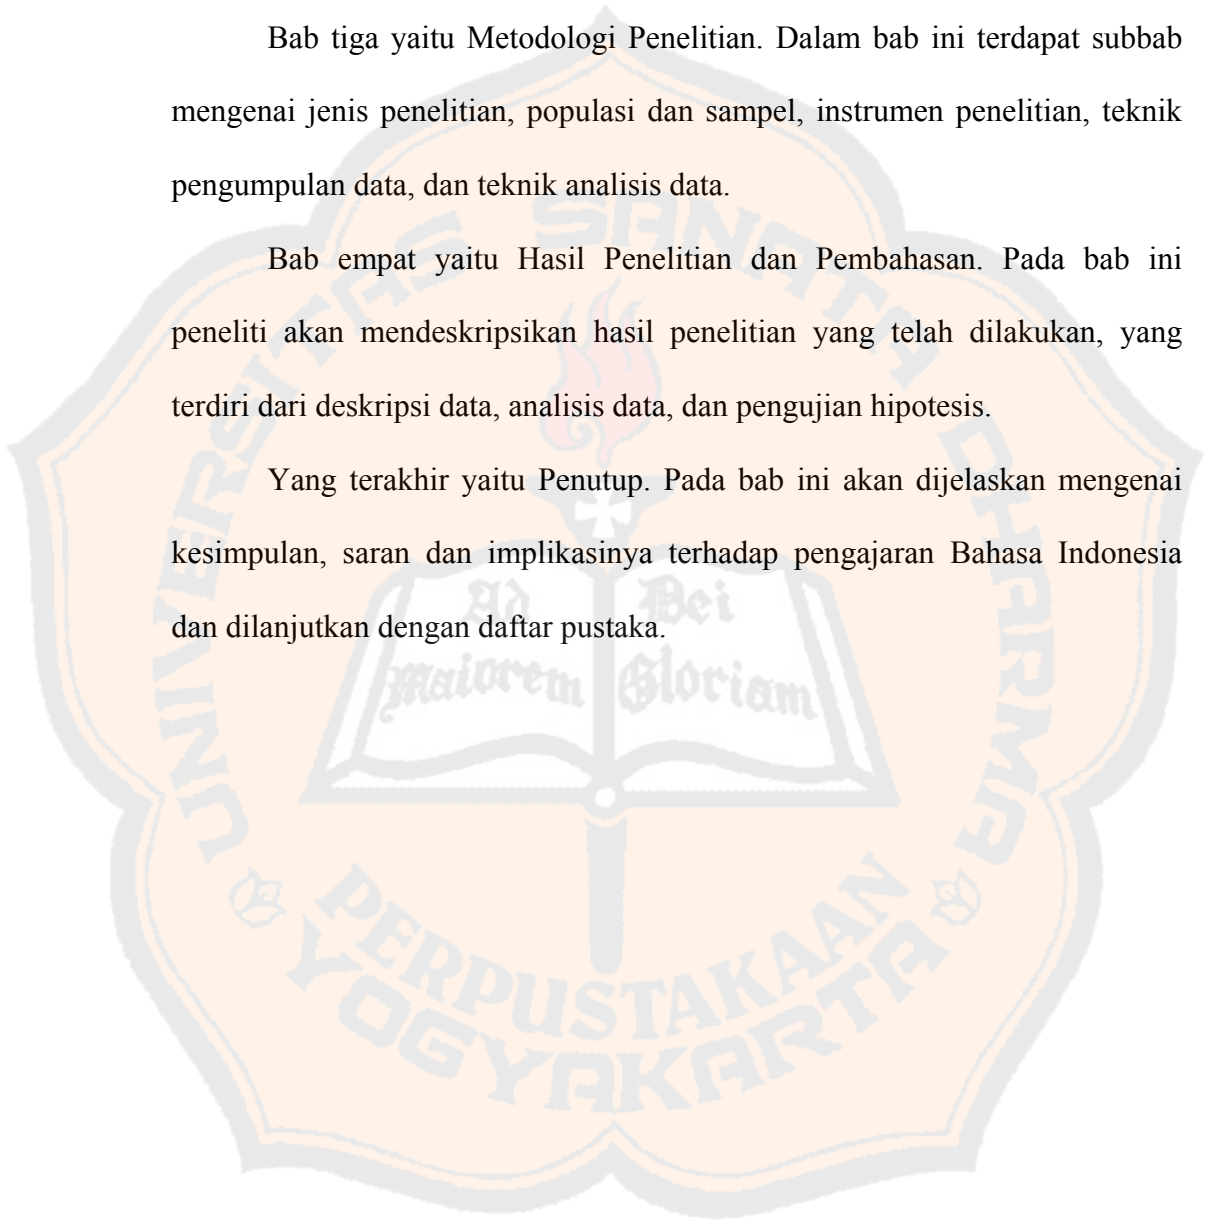 Bab tiga yaitu Metodologi Penelitian. Dalam bab ini terdapat subbab
mengenai jenis penelitian, populasi dan sampel, instrumen penelitian, teknik
pengumpulan data, dan teknik analisis data.
Bab empat yaitu Hasil Penelitian dan Pembahasan. Pada bab ini
peneliti akan mendeskripsikan hasil penelitian yang telah dilakukan, yang
terdiri dari deskripsi data, analisis data, dan pengujian hipotesis.
Yang terakhir yaitu Penutup. Pada bab ini akan dijelaskan mengenai
kesimpulan, saran dan implikasinya terhadap pengajaran Bahasa Indonesia
dan dilanjutkan dengan daftar pustaka.
UNIVERSITAS SANATA DHARMA
Ad Dei
Maiorem Gloriam
PERPUSTAKAAN
YOGYAKARTA